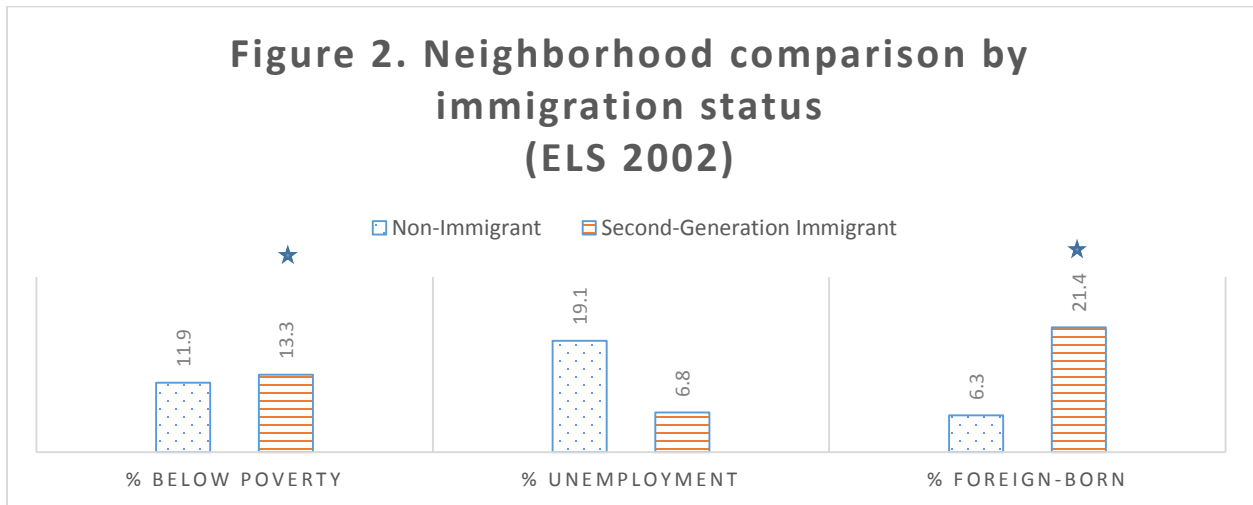 Figure 2. Neighborhood comparison by
immigration status
(ELS 2002)
Non-Immigrant Second-Generation Immigrant
11.9
13.3
19.1
6.8
6.3
21.4
% BELOW POVERTY % UNEMPLOYMENT % FOREIGN-BORN